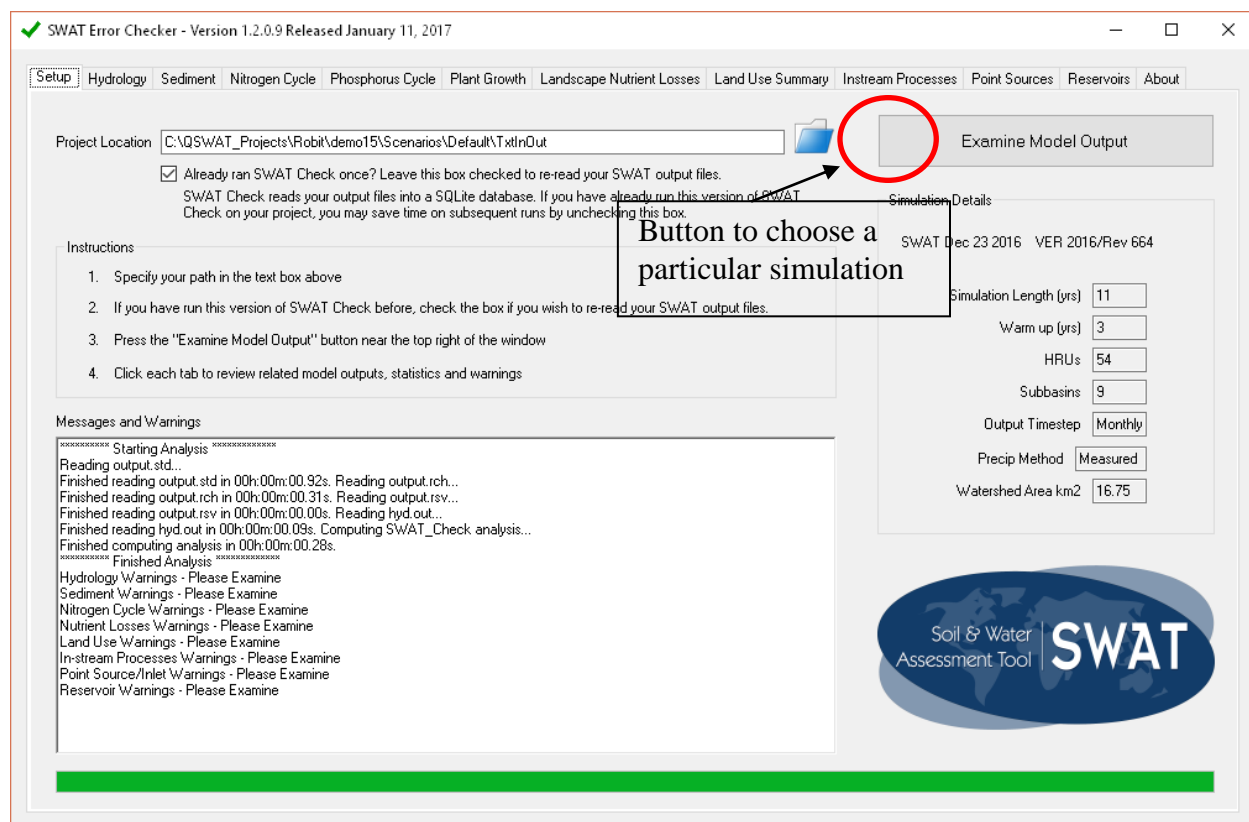 SWAT Error Checker - Version 1.2.0.9 Released January 11, 2017
Setup Hydrology Sediment Nitrogen Cycle Phosphorus Cycle Plant Growth Landscape Nutrient Losses Land Use Summary Instream Processes Point Sources Reservoirs About
Project Location C:\QSWAT_Projects\Robit\demo15\Scenarios\Default\TxtInOut
Examine Model Output
Already ran SWAT Check once? Leave this box checked to re-read your SWAT output files.
SWAT Check reads your output files into a SQLite database. If you have already run this version of SWAT
Check on your project, you may save time on subsequent runs by unchecking this box.
Button to choose a
particular simulation
Instructions
1. Specify your path in the text box above
2. If you have run this version of SWAT Check before, check the box if you wish to re-read your SWAT output files.
3. Press the "Examine Model Output" button near the top right of the window
4. Click each tab to review related model outputs, statistics and warnings
Simulation Details
SWAT Dec 23 2016 VER 2016/Rev 664
Simulation Length (yrs) 11
Warm up (yrs) 3
HRUs 54
Subbasins 9
Output Timestep Monthly
Precip Method Measured
Watershed Area km2 16.75
Messages and Warnings
********** Starting Analysis *************
Reading output.std...
Finished reading output.std in 00h:00m:00.92s. Reading output.rch...
Finished reading output.rch in 00h:00m:00.31s. Reading output.rsv...
Finished reading output.rsv in 00h:00m:00.00s. Reading hyd.out...
Finished reading hyd.out in 00h:00m:00.09s. Computing SWAT_Check analysis...
Finished computing analysis in 00h:00m:00.28s.
********** Finished Analysis *************
Hydrology Warnings - Please Examine
Sediment Warnings - Please Examine
Nitrogen Cycle Warnings - Please Examine
Nutrient Losses Warnings - Please Examine
Land Use Warnings - Please Examine
In-stream Processes Warnings - Please Examine
Point Source/Inlet Warnings - Please Examine
Reservoir Warnings - Please Examine
Soil & Water
Assessment Tool
SWAT